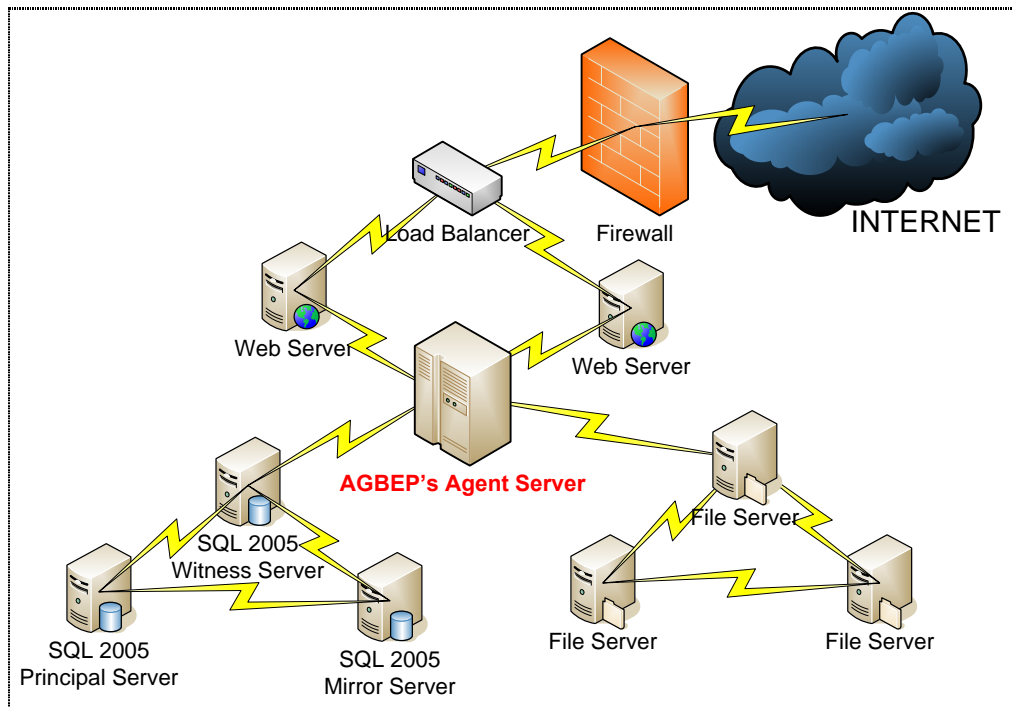 INTERNET
Load Balancer
Firewall
Web Server
Web Server
AGBEP's Agent Server
File Server
SQL 2005
Witness Server
File Server
File Server
SQL 2005
Principal Server
SQL 2005
Mirror Server